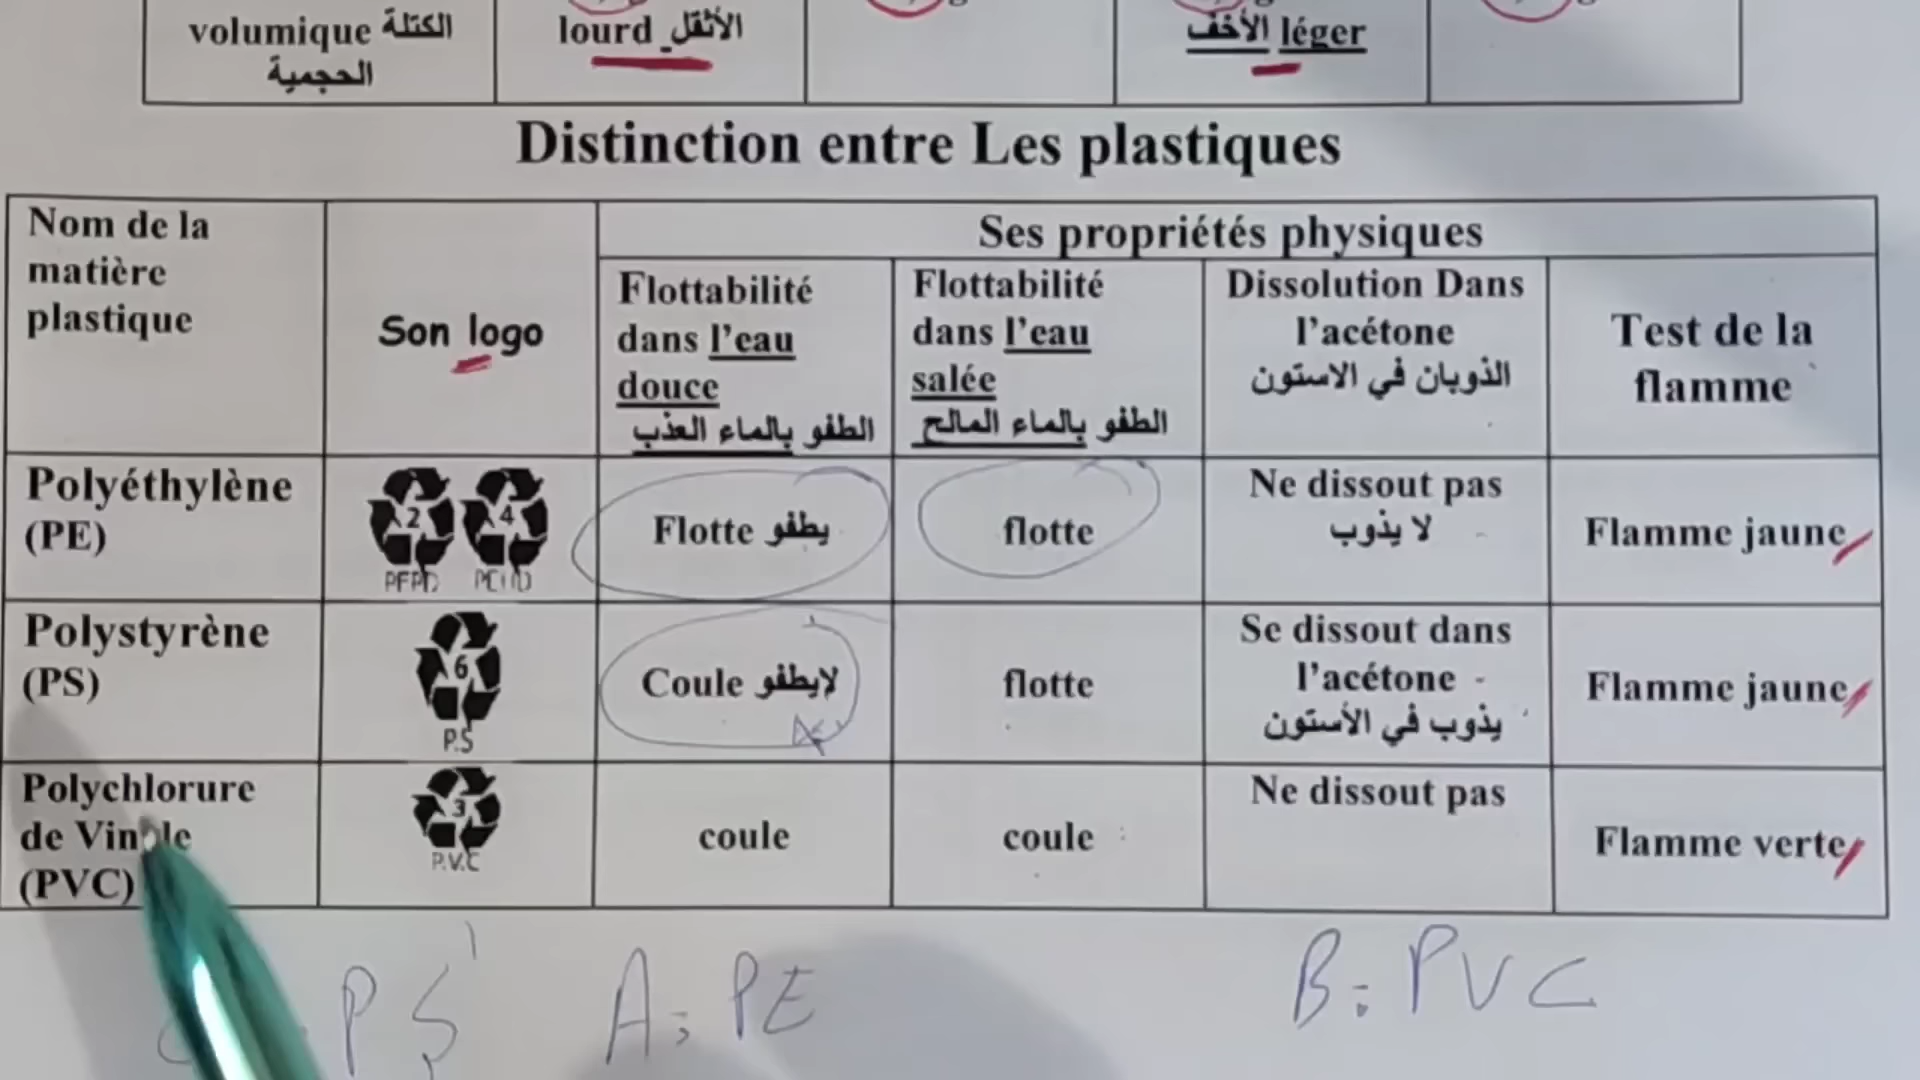 volumique الكتلة
الحجمية
lourd الأثقل
الأخف léger
Distinction entre Les plastiques
Nom de la
matière
plastique
Son logo
Ses propriétés physiques
Flottabilité
dans l'eau
douce
الطفو بالماء العذب
Flottabilité
dans l'eau
salée
الطفو بالماء المالح
Dissolution Dans
l'acétone
الذوبان في الاستون
Test de la
flamme
Polyéthylène
(PE)
2
4
Flotte يطفو
flotte
Ne dissout pas
لا يذوب
Flamme jaune
Polystyrène
(PS)
6
P.S
Coule لايطفو
flotte
Se dissout dans
l'acétone
يذوب في الأستون
Flamme jaune
Polychlorure
de
(PVC)
3
P.V.C
coule
coule
Ne dissout pas
Flamme verte
PS
A: PE
B: PVC